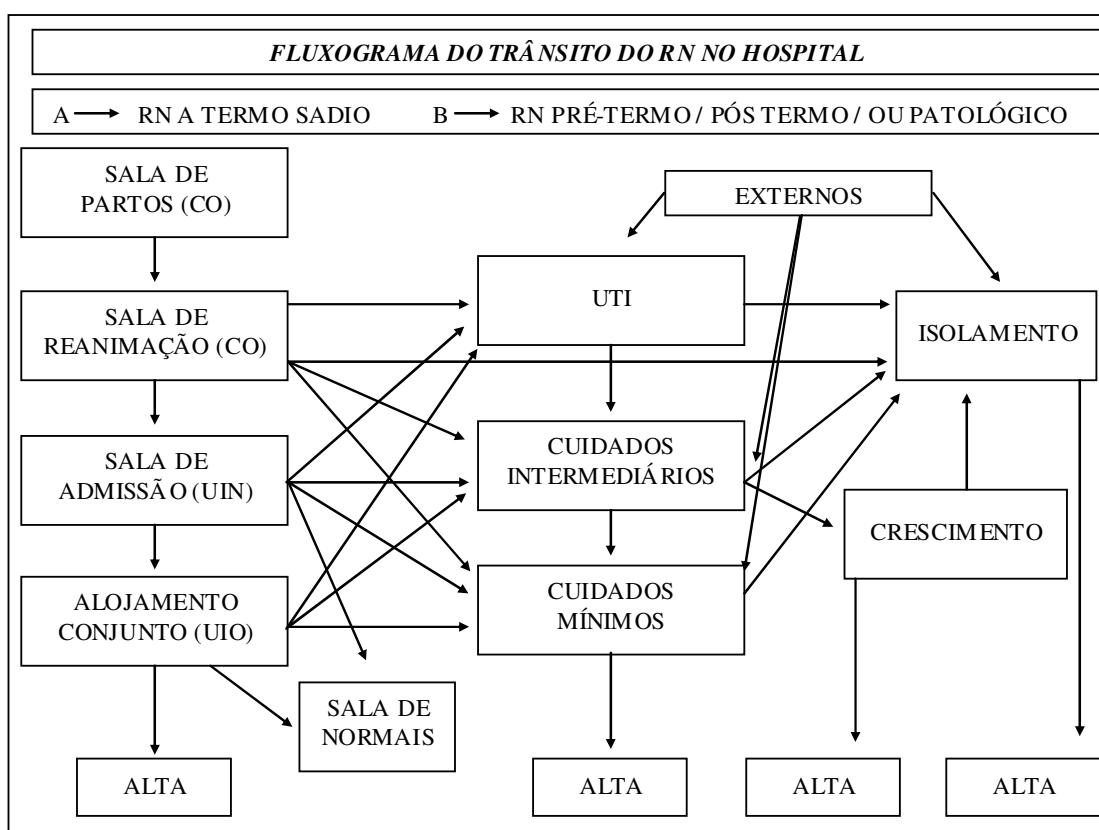 FLUXOGRAMA DO TRÂNSITO DO RN NO HOSPITAL
A RN A TERMO SADIO B RN PRÉ-TERMO / PÓS TERMO / OU PATOLÓGICO
SALA DE
PARTOS (CO)
EXTERNOS
SALA DE
REANIMAÇÃO (CO)
UTI
ISOLAMENTO
SALA DE
ADMISSÃO (UIN)
CUIDADOS
INTERMEDIÁRIOS
CRESCIMENTO
ALOJAMENTO
CONJUNTO (UIO)
CUIDADOS
MÍNIMOS
SALA DE
NORMAIS
ALTA
ALTA
ALTA
ALTA